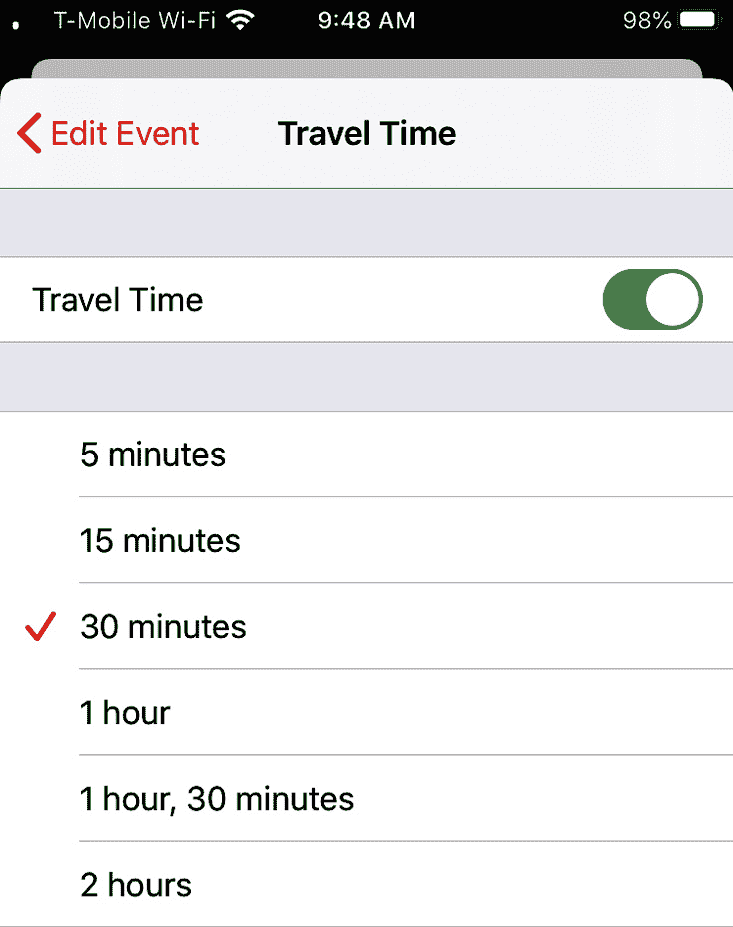 T-Mobile Wi-Fi 9:48 AM 98%
Edit Event Travel Time
Travel Time
5 minutes
15 minutes
30 minutes
1 hour
1 hour, 30 minutes
2 hours